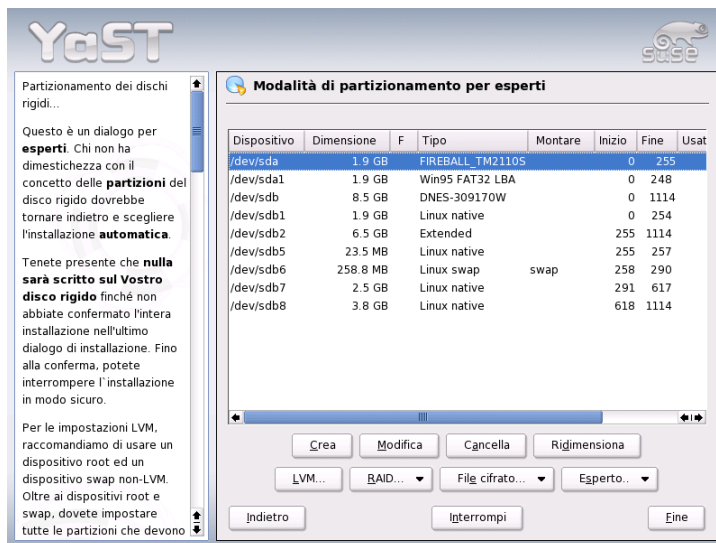 YaST
SUSE
Partizionamento dei dischi
rigidi...
Questo è un dialogo per
esperti. Chi non ha
dimestichezza con il
concetto delle partizioni del
disco rigido dovrebbe
tornare indietro e scegliere
l'installazione automatica.
Tenete presente che nulla
sarà scritto sul Vostro
disco rigido finché non
abbiate confermato l'intera
installazione nell'ultimo
dialogo di installazione. Fino
alla conferma, potete
interrompere l`installazione
in modo sicuro.
Per le impostazioni LVM,
raccomandiamo di usare un
dispositivo root ed un
dispositivo swap non-LVM.
Oltre ai dispositivi root e
swap, dovete impostare
tutte le partizioni che devono
Modalità di partizionamento per esperti
Dispositivo Dimensione F Tipo Montare Inizio Fine Usat
/dev/sda 1.9 GB FIREBALL_TM2110S 0 255
/dev/sda1 1.9 GB Win95 FAT32 LBA 0 248
/dev/sdb 8.5 GB DNES-309170W 0 1114
/dev/sdb1 1.9 GB Linux native 0 254
/dev/sdb2 6.5 GB Extended 255 1114
/dev/sdb5 23.5 MB Linux native 255 257
/dev/sdb6 258.8 MB Linux swap swap 258 290
/dev/sdb7 2.5 GB Linux native 291 617
/dev/sdb8 3.8 GB Linux native 618 1114
Crea Modifica Cancella Ridimensiona
LVM... RAID... File cifrato... Esperto..
Indietro Interrompi Fine